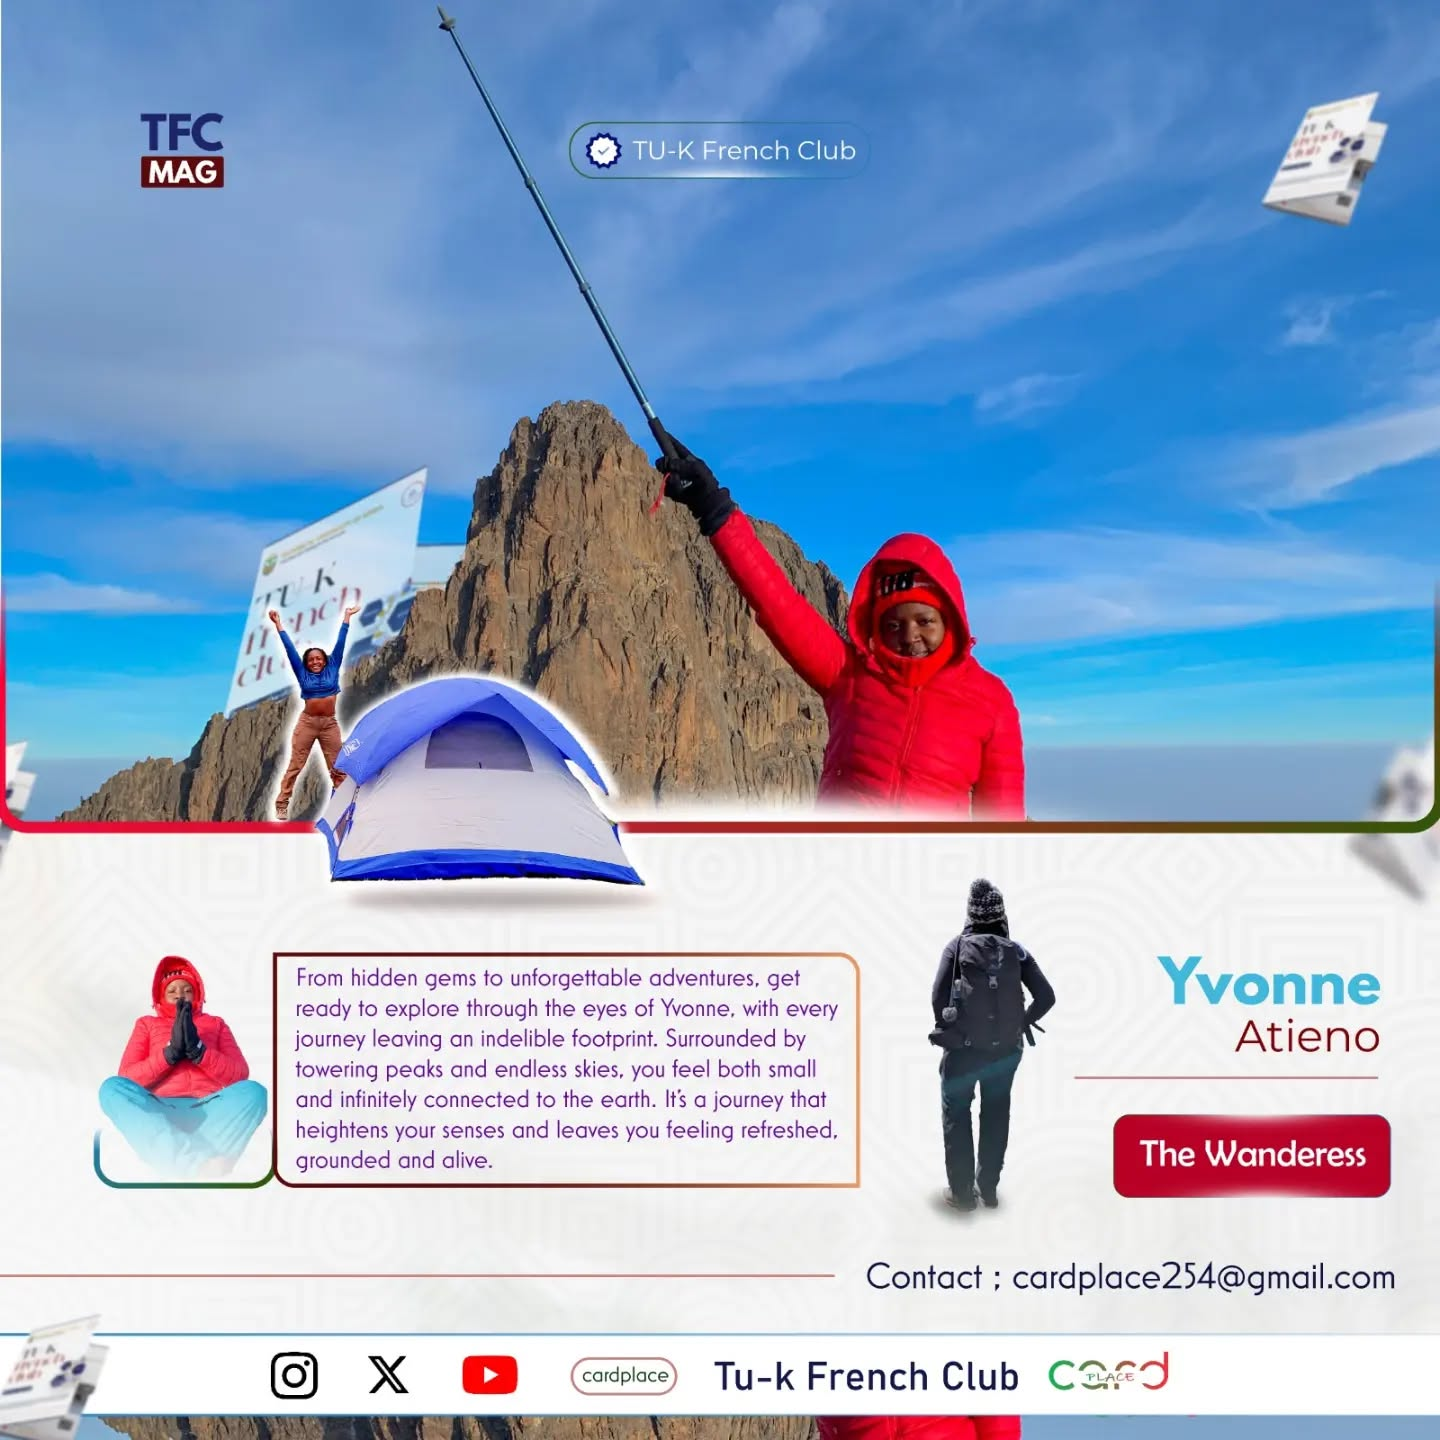 TFC
MAG
TU-K French Club
TU-K
french
club
TU-K
french
From hidden gems to unforgettable adventures, get
ready to explore through the eyes of Yvonne, with every
journey leaving an indelible footprint. Surrounded by
towering peaks and endless skies, you feel both small
and infinitely connected to the earth. It's a journey that
heightens your senses and leaves you feeling refreshed,
grounded and alive.
Yvonne
Atieno
The Wanderess
Contact ; cardplace254@gmail.com
cardplace
Tu-k French Club
card
PLACE